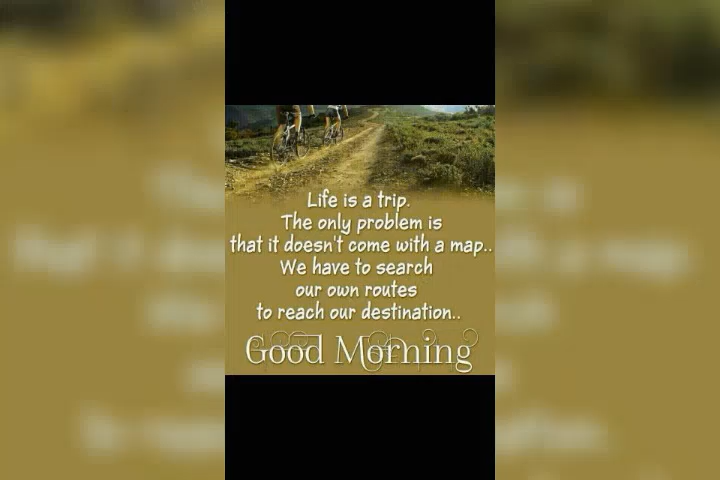 Life is a trip.
The only problem is
that it doesn't come with a map..
We have to search
our own routes
to reach our destination..
Good Morning